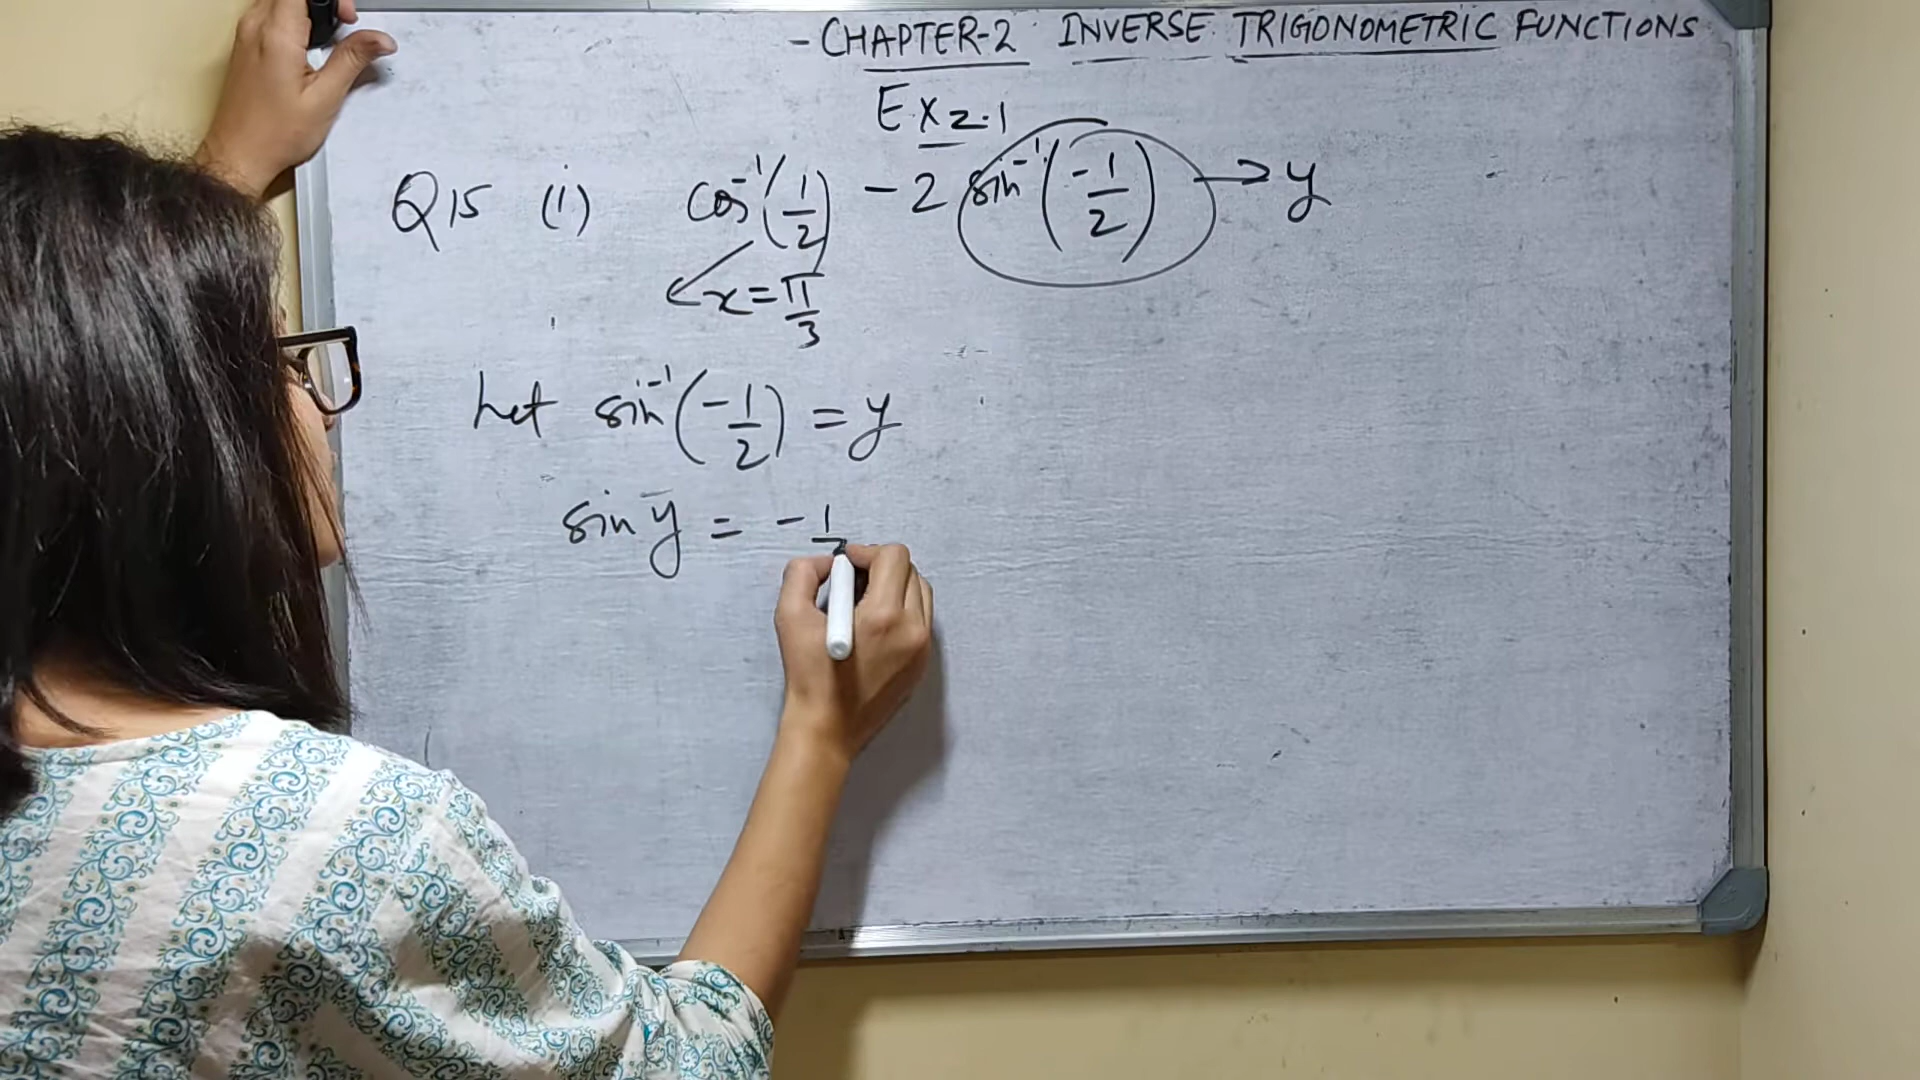 - CHAPTER-2 INVERSE TRIGONOMETRIC FUNCTIONS
Ex 2.1
Q15 (i) cos⁻¹(1/2) - 2 sin⁻¹(-1/2) → y
x = π/3
Let sin⁻¹(-1/2) = y
sin y = -1/